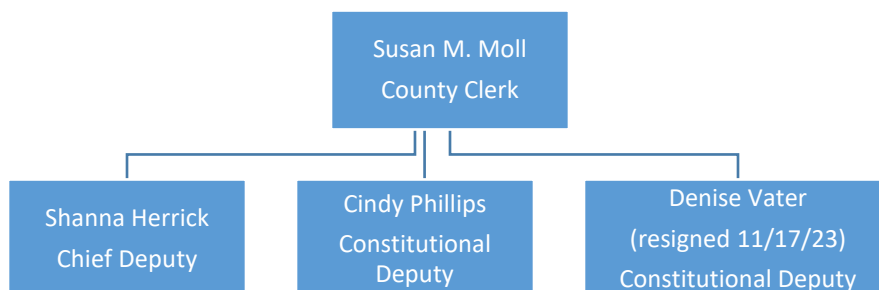 Susan M. Moll
County Clerk
Shanna Herrick
Chief Deputy
Cindy Phillips
Constitutional
Deputy
Denise Vater
(resigned 11/17/23)
Constitutional Deputy